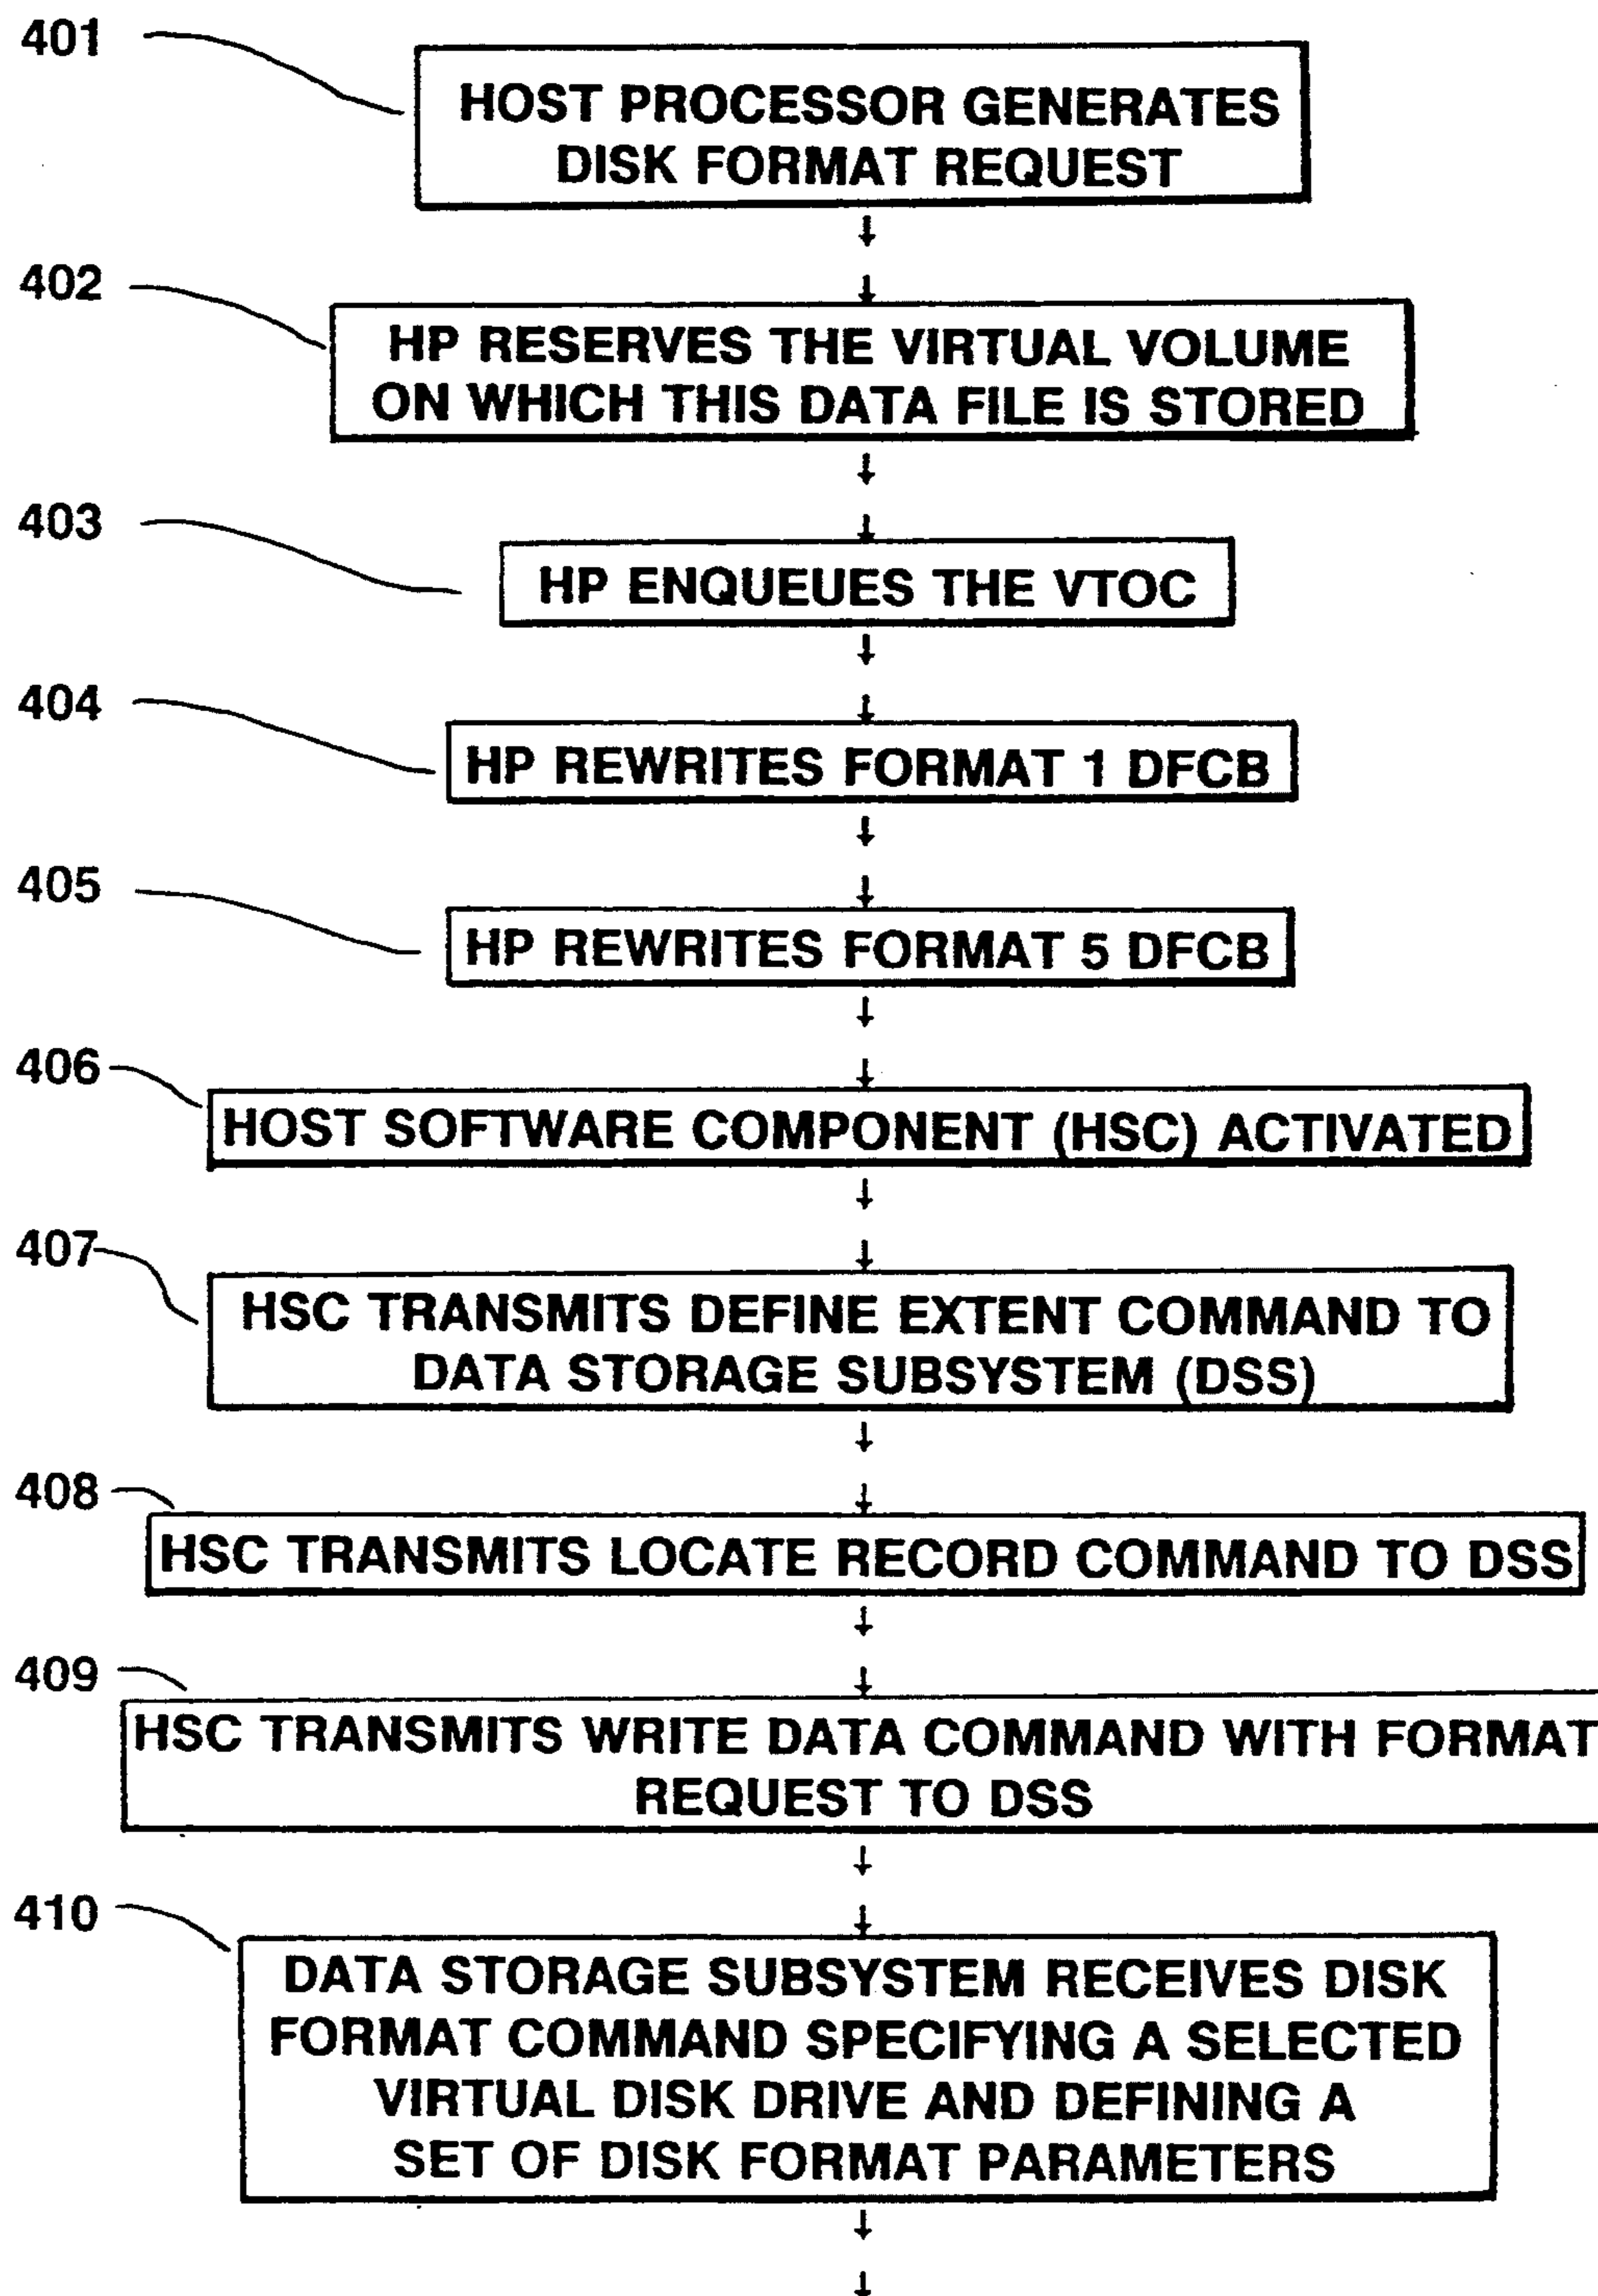 401
HOST PROCESSOR GENERATES
DISK FORMAT REQUEST
402
HP RESERVES THE VIRTUAL VOLUME
ON WHICH THIS DATA FILE IS STORED
403
HP ENQUEUES THE VTOC
404
HP REWRITES FORMAT 1 DFCB
405
HP REWRITES FORMAT 5 DFCB
406
HOST SOFTWARE COMPONENT (HSC) ACTIVATED
407
HSC TRANSMITS DEFINE EXTENT COMMAND TO
DATA STORAGE SUBSYSTEM (DSS)
408
HSC TRANSMITS LOCATE RECORD COMMAND TO DSS
409
HSC TRANSMITS WRITE DATA COMMAND WITH FORMAT
REQUEST TO DSS
410
DATA STORAGE SUBSYSTEM RECEIVES DISK
FORMAT COMMAND SPECIFYING A SELECTED
VIRTUAL DISK DRIVE AND DEFINING A
SET OF DISK FORMAT PARAMETERS